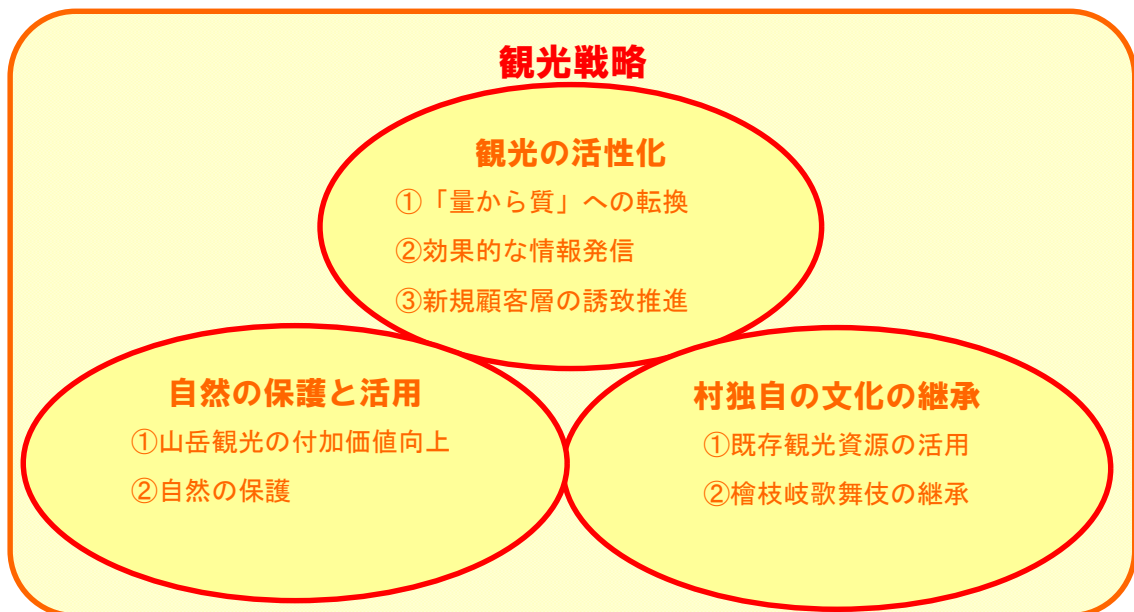 観光戦略
観光の活性化
①「量から質」への転換
②効果的な情報発信
③新規顧客層の誘致推進
自然の保護と活用
①山岳観光の付加価値向上
②自然の保護
村独自の文化の継承
①既存観光資源の活用
②檜枝岐歌舞伎の継承